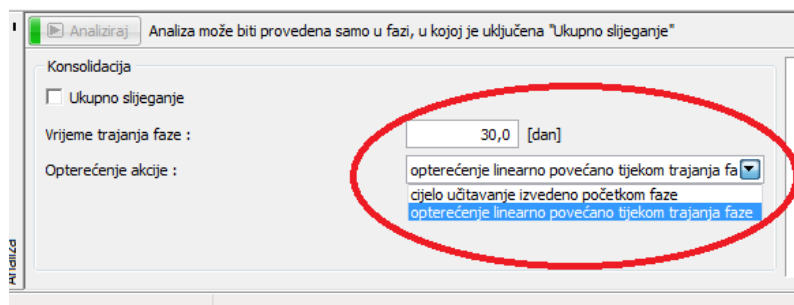 Analiziraj Analiza može biti provedena samo u fazi, u kojoj je uključena "Ukupno slijeganje"
Konsolidacija
Ukupno slijeganje
Vrijeme trajanja faze : 30,0 [dan]
Opterećenje akcije : opterećenje linearno povećano tijekom trajanja fa
cijelo učitavanje izvedeno početkom faze
opterećenje linearno povećano tijekom trajanja faze
Analiza